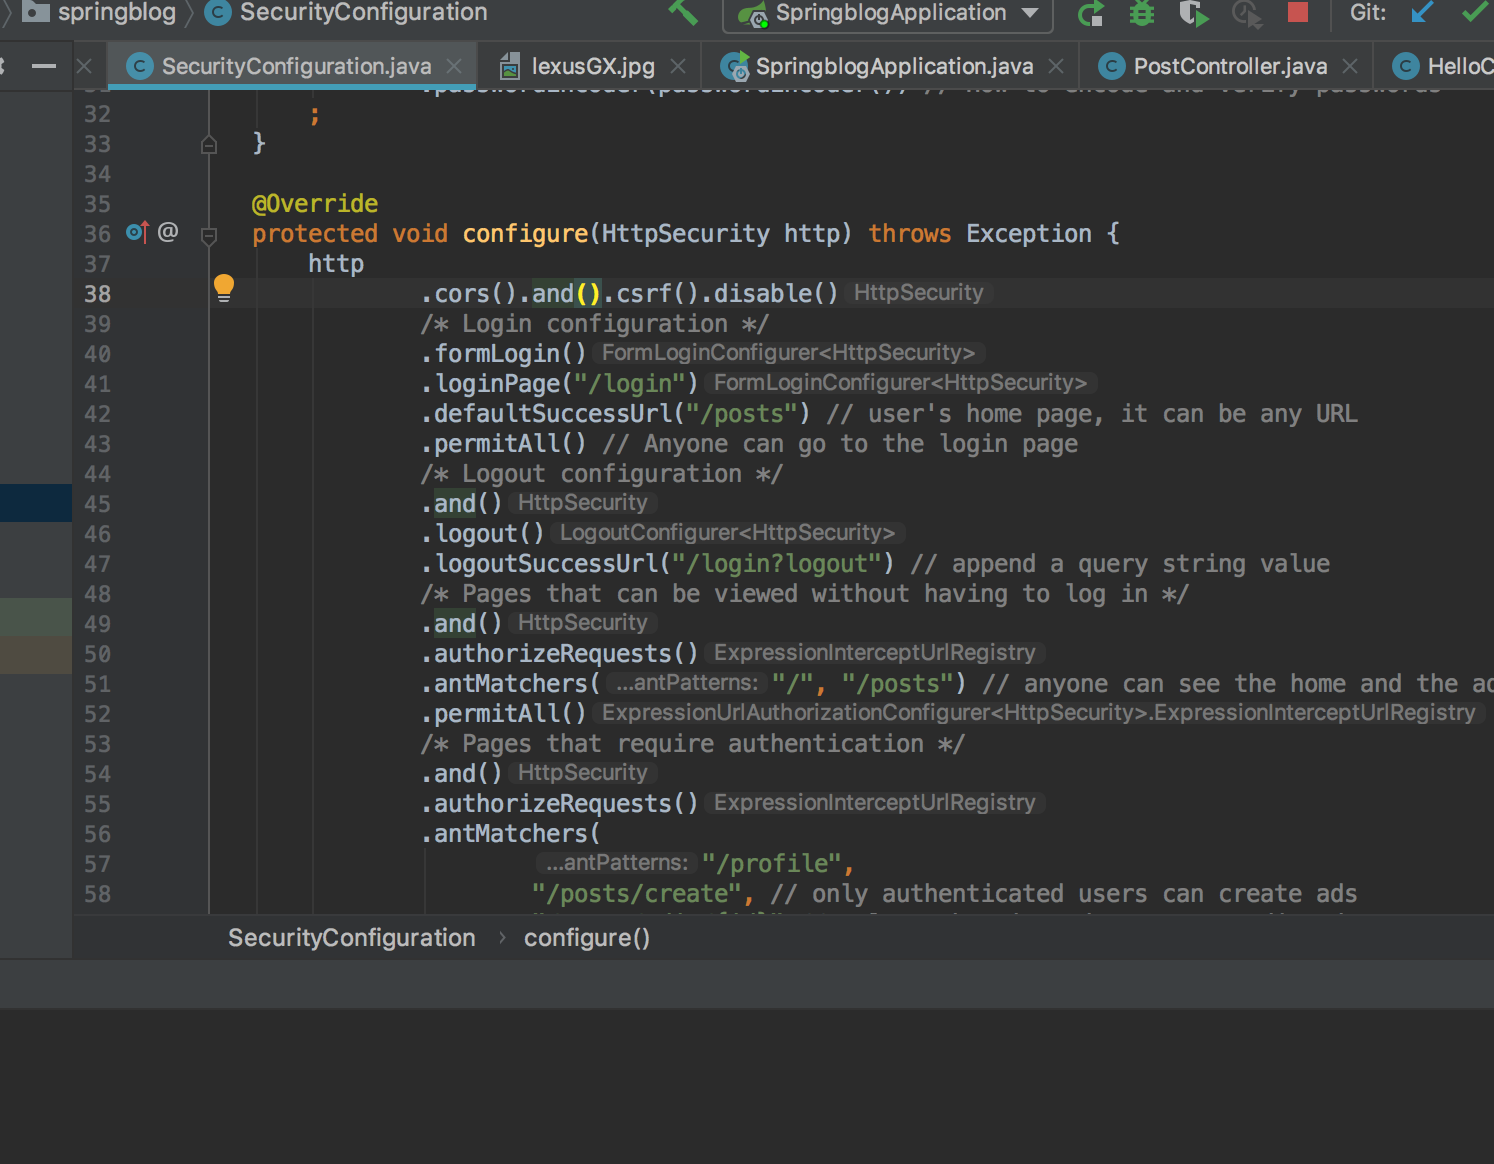 springblog SecurityConfiguration SpringblogApplication Git:
SecurityConfiguration.java lexusGX.jpg SpringblogApplication.java PostController.java HelloC
32 ;
33 }
34
35 @Override
36 @ protected void configure(HttpSecurity http) throws Exception {
37 http
38 .cors().and().csrf().disable() HttpSecurity
39 /* Login configuration */
40 .formLogin() FormLoginConfigurer<HttpSecurity>
41 .loginPage("/login") FormLoginConfigurer<HttpSecurity>
42 .defaultSuccessUrl("/posts") // user's home page, it can be any URL
43 .permitAll() // Anyone can go to the login page
44 /* Logout configuration */
45 .and() HttpSecurity
46 .logout() LogoutConfigurer<HttpSecurity>
47 .logoutSuccessUrl("/login?logout") // append a query string value
48 /* Pages that can be viewed without having to log in */
49 .and() HttpSecurity
50 .authorizeRequests() ExpressionInterceptUrlRegistry
51 .antMatchers( ...antPatterns: "/", "/posts") // anyone can see the home and the ad
52 .permitAll() ExpressionUrlAuthorizationConfigurer<HttpSecurity>.ExpressionInterceptUrlRegistry
53 /* Pages that require authentication */
54 .and() HttpSecurity
55 .authorizeRequests() ExpressionInterceptUrlRegistry
56 .antMatchers(
57 ...antPatterns: "/profile",
58 "/posts/create", // only authenticated users can create ads
SecurityConfiguration › configure()